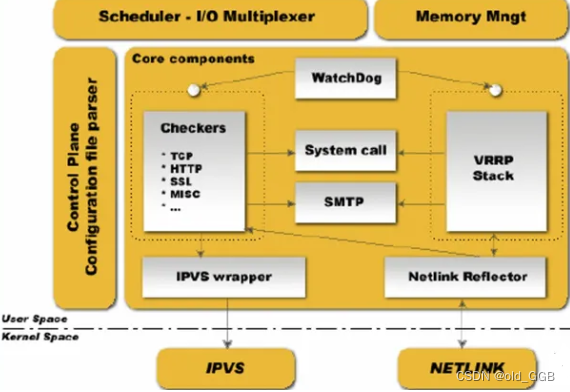 Scheduler - I/O Multiplexer
Memory Mngt
Control Plane
Configuration file parser
Core components
WatchDog
Checkers
* TCP
* HTTP
* SSL
* MISC
* ...
System call
SMTP
VRRP
Stack
IPVS wrapper
Netlink Reflector
User Space
Kernel Space
IPVS
NETLINK
CSDN @old_GGB